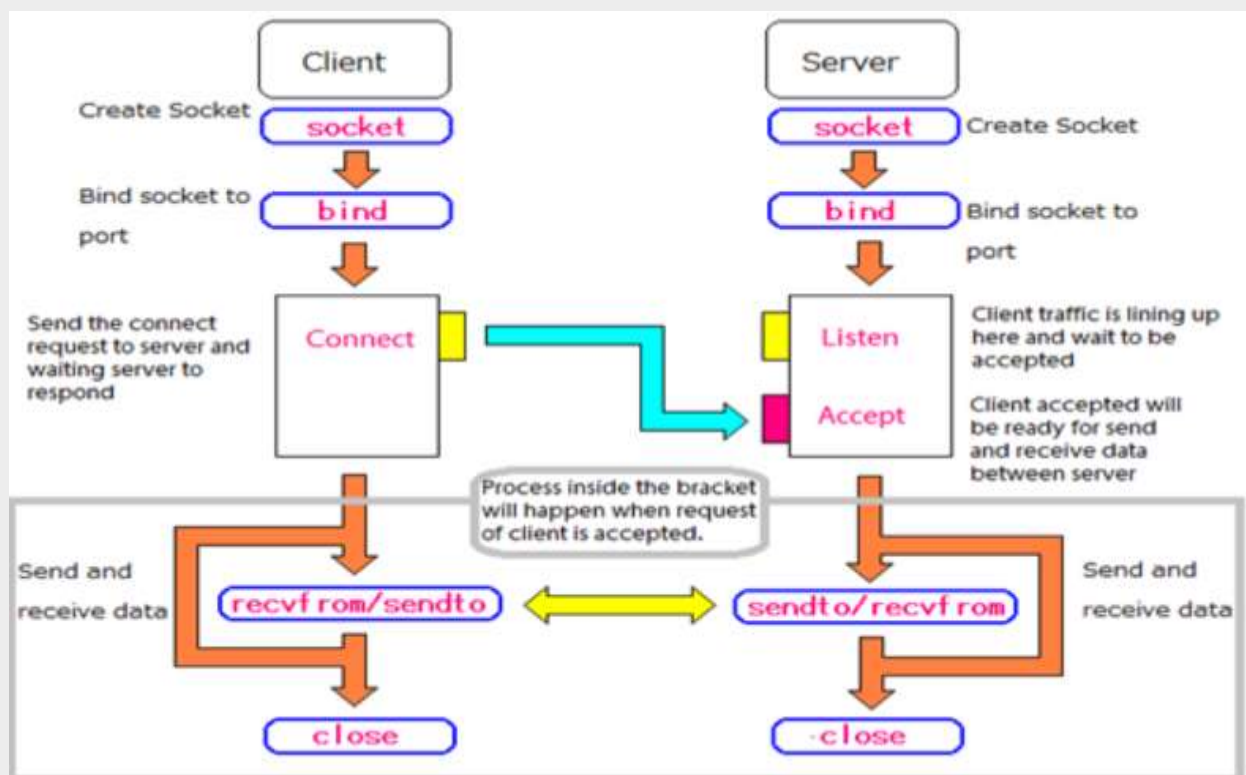 Client
Server
Create Socket
socket
socket
Create Socket
Bind socket to
port
bind
bind
Bind socket to
port
Send the connect
request to server and
waiting server to
respond
Connect
Listen
Accept
Client traffic is lining up
here and wait to be
accepted
Client accepted will
be ready for send
and receive data
between server
Process inside the bracket
will happen when request
of client is accepted.
Send and
receive data
recvfrom/sendto
sendto/recvfrom
Send and
receive data
close
close